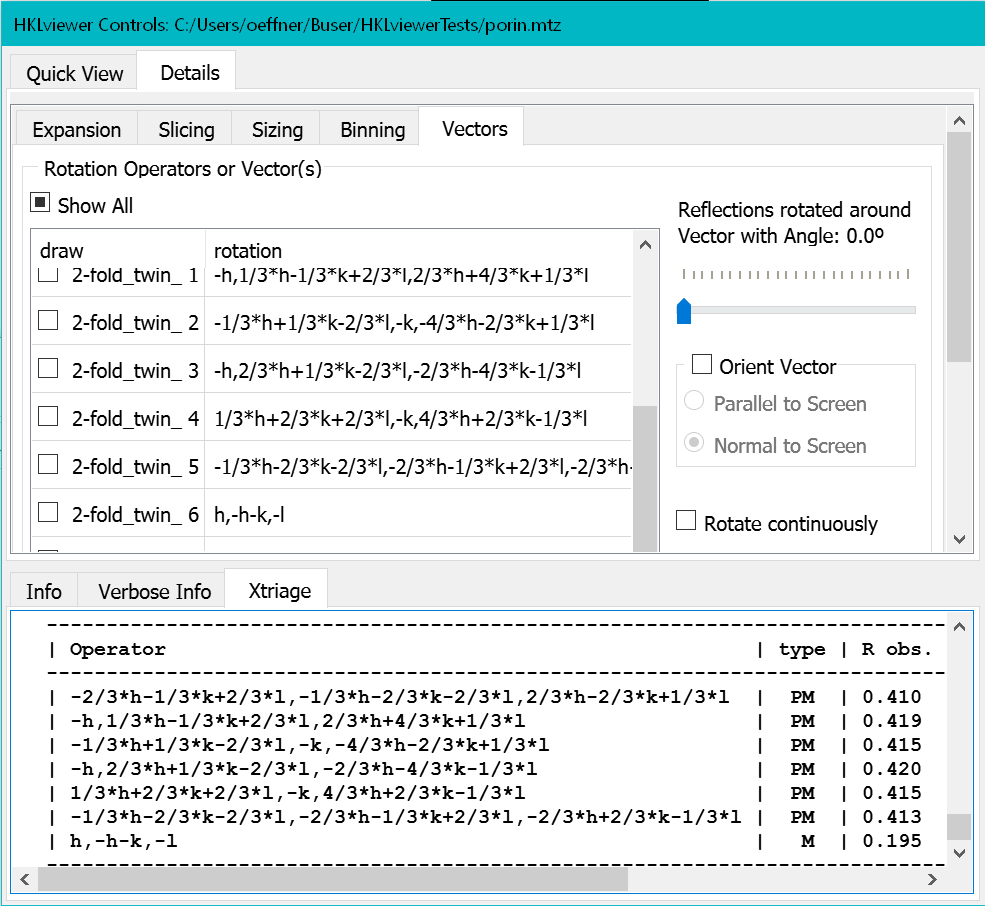 HKLviewer Controls: C:/Users/oeffner/Buser/HKLviewerTests/porin.mtz
Quick View Details
Expansion Slicing Sizing Binning Vectors
Rotation Operators or Vector(s)
Show All
draw rotation
2-fold_twin_ 1 -h,1/3*h-1/3*k+2/3*l,2/3*h+4/3*k+1/3*l
2-fold_twin_ 2 -1/3*h+1/3*k-2/3*l,-k,-4/3*h-2/3*k+1/3*l
2-fold_twin_ 3 -h,2/3*h+1/3*k-2/3*l,-2/3*h-4/3*k-1/3*l
2-fold_twin_ 4 1/3*h+2/3*k+2/3*l,-k,4/3*h+2/3*k-1/3*l
2-fold_twin_ 5 -1/3*h-2/3*k-2/3*l,-2/3*h-1/3*k+2/3*l,-2/3*h-
2-fold_twin_ 6 h,-h-k,-l
Reflections rotated around
Vector with Angle: 0.0º
Orient Vector
Parallel to Screen
Normal to Screen
Rotate continuously
Info Verbose Info Xtriage
-------------------------------------------------------------------------
| Operator | type | R obs.
-------------------------------------------------------------------------
| -2/3*h-1/3*k+2/3*l,-1/3*h-2/3*k-2/3*l,2/3*h-2/3*k+1/3*l | PM | 0.410
| -h,1/3*h-1/3*k+2/3*l,2/3*h+4/3*k+1/3*l | PM | 0.419
| -1/3*h+1/3*k-2/3*l,-k,-4/3*h-2/3*k+1/3*l | PM | 0.415
| -h,2/3*h+1/3*k-2/3*l,-2/3*h-4/3*k-1/3*l | PM | 0.420
| 1/3*h+2/3*k+2/3*l,-k,4/3*h+2/3*k-1/3*l | PM | 0.415
| -1/3*h-2/3*k-2/3*l,-2/3*h-1/3*k+2/3*l,-2/3*h+2/3*k-1/3*l | PM | 0.413
| h,-h-k,-l | M | 0.195
-------------------------------------------------------------------------